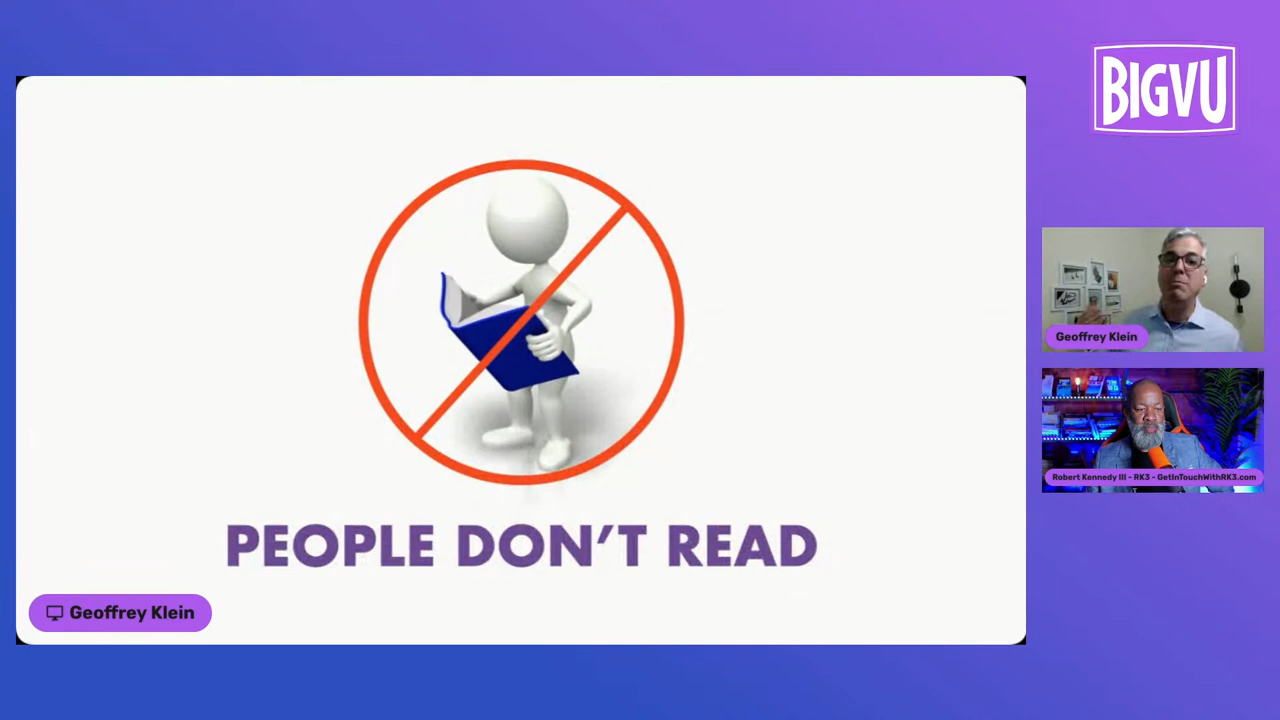 BIGVU
PEOPLE DON’T READ
Geoffrey Klein
Geoffrey Klein
Robert Kennedy III - RK3 - GetInTouchWithRK3.com